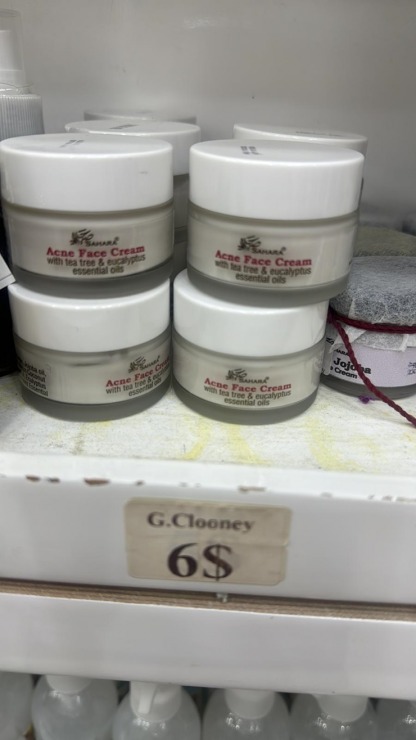 SAHARA
Acne Face Cream
with tea tree & eucalyptus
essential oils
SAHARA
Acne Face Cream
with tea tree & eucalyptus
essential oils
SAHARA
Acne Face Cream
with tea tree &
essential oils
SAHARA
Acne Face Cream
with tea tree & eucalyptus
essential oils
Jojoba
Cream
G.Clooney
6$